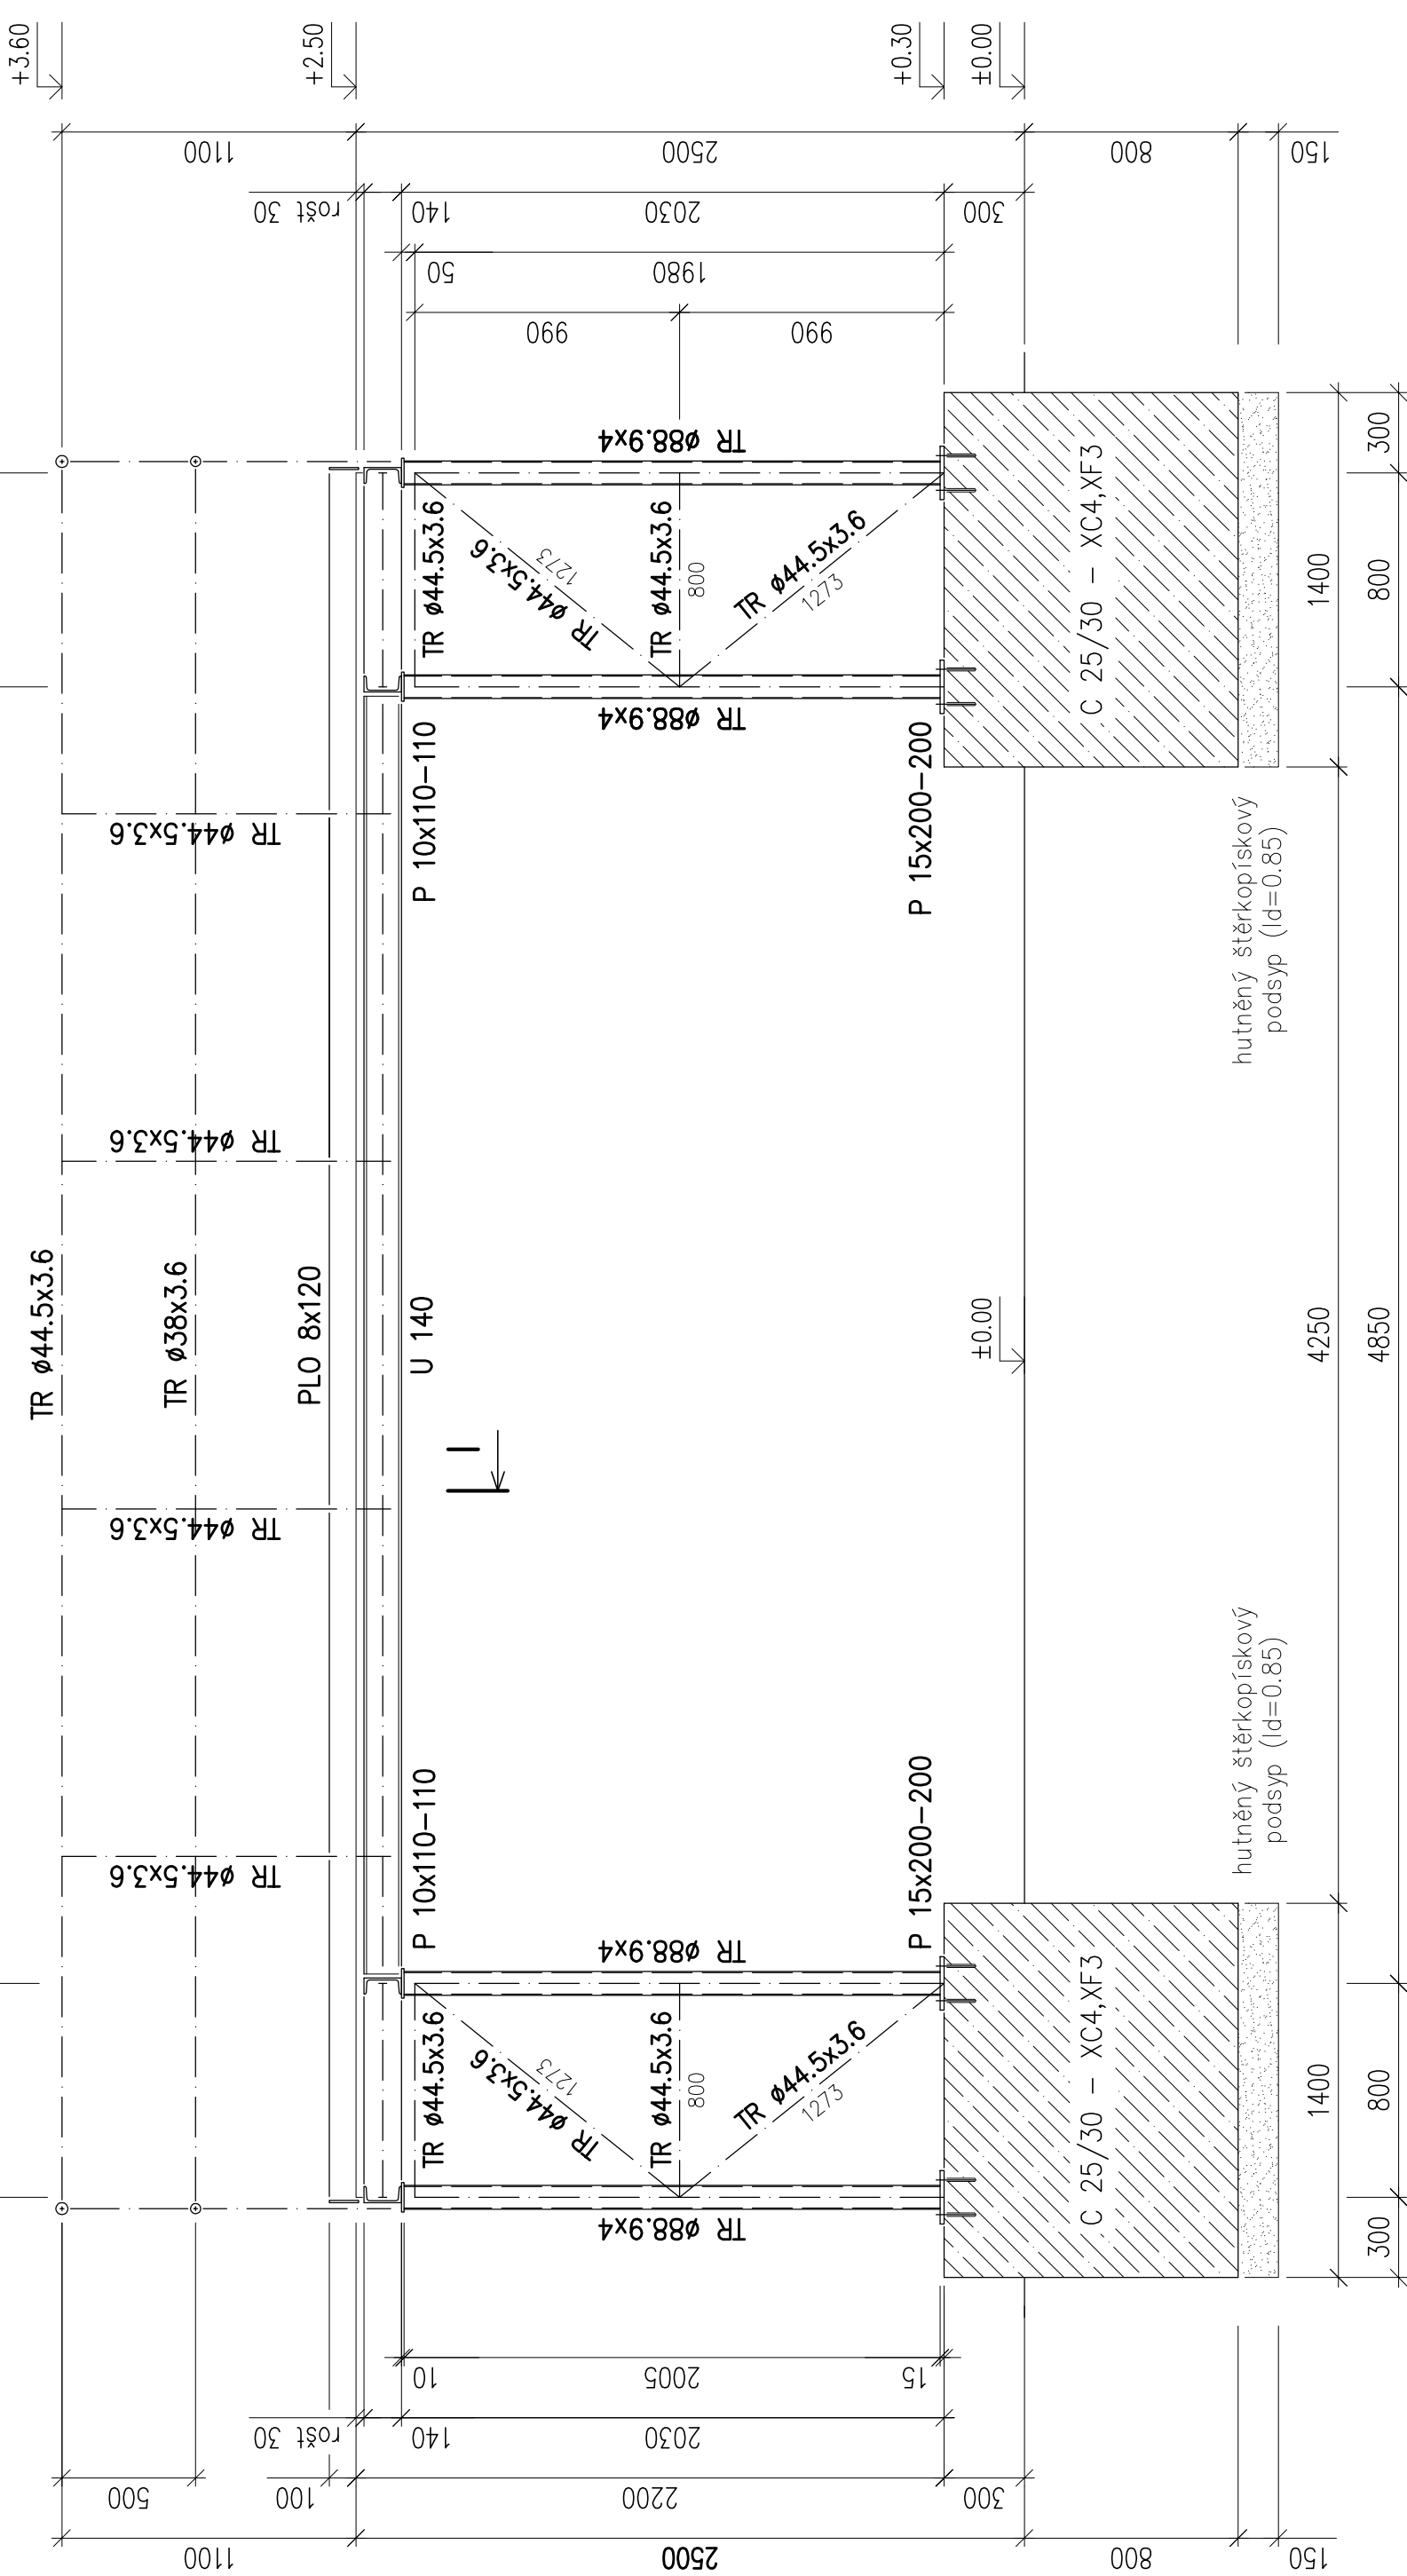 +3.60
+2.50
+0.30
±0.00
1100
2500
800
150
rošt 30
140
2030
300
50
1980
990
990
TR ø44.5x3.6
TR ø38x3.6
PLO 8x120
U 140
TR ø44.5x3.6
TR ø44.5x3.6
TR ø44.5x3.6
TR ø44.5x3.6
I
±0.00
TR ø88.9x4
TR ø44.5x3.6
TR ø44.5x3.6
1273
TR ø44.5x3.6
800
TR ø44.5x3.6
1273
TR ø88.9x4
P 10x110-110
P 15x200-200
C 25/30 - XC4,XF3
hutněný štěrkopískový
podsyp (Id=0.85)
TR ø88.9x4
TR ø44.5x3.6
TR ø44.5x3.6
1273
TR ø44.5x3.6
800
TR ø44.5x3.6
1273
TR ø88.9x4
P 10x110-110
P 15x200-200
C 25/30 - XC4,XF3
hutněný štěrkopískový
podsyp (Id=0.85)
1400
4250
1400
300
800
4850
800
300
10
2005
15
rošt 30
140
2030
500
100
2200
300
1100
2500
800
150